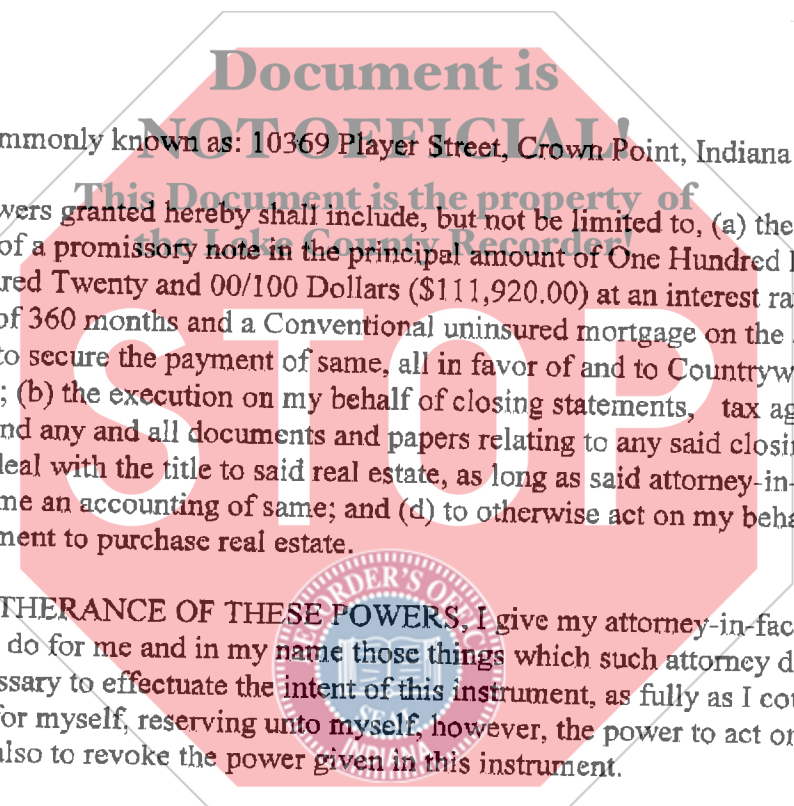 Document is
NOT OFFICIAL!
mmonly known as: 10369 Player Street, Crown Point, Indiana
This Document is the property of
wers granted hereby shall include, but not be limited to, (a) the
the Lake County Recorder!
of a promissory note in the principal amount of One Hundred
red Twenty and 00/100 Dollars ($111,920.00) at an interest ra
of 360 months and a Conventional uninsured mortgage on the
to secure the payment of same, all in favor of and to Countryw
; (b) the execution on my behalf of closing statements, tax ag
nd any and all documents and papers relating to any said closi
deal with the title to said real estate, as long as said attorney-in-
me an accounting of same; and (d) to otherwise act on my beha
ment to purchase real estate.
STOP
THERANCE OF THESE POWERS, I give my attorney-in-fac
do for me and in my name those things which such attorney d
ssary to effectuate the intent of this instrument, as fully as I cou
for myself, reserving unto myself, however, the power to act on
also to revoke the power given in this instrument.
RECORDER'S OFFICE
SEAL
INDIANA